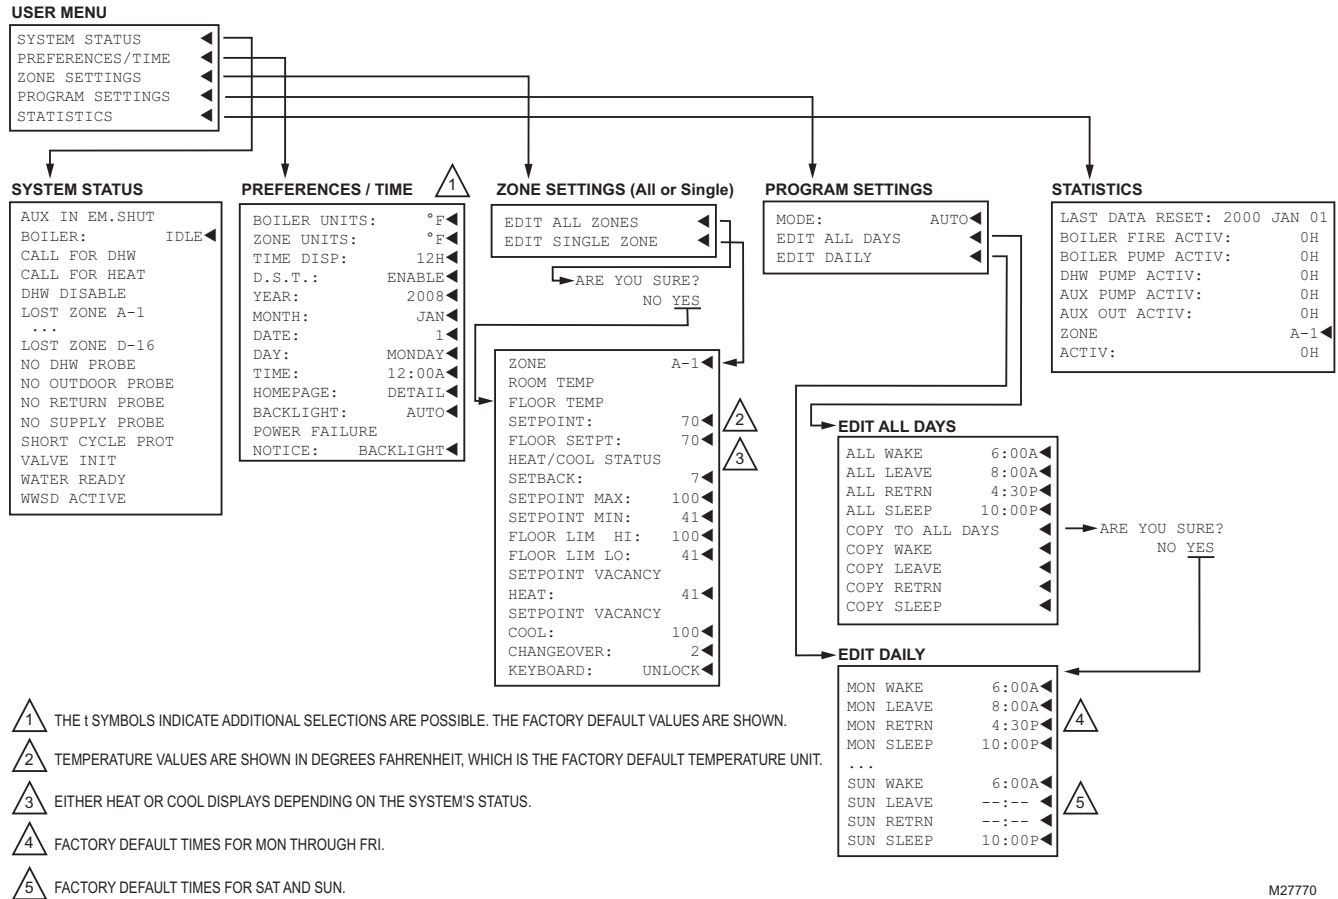 USER MENU
SYSTEM STATUS
PREFERENCES/TIME
ZONE SETTINGS
PROGRAM SETTINGS
STATISTICS
SYSTEM STATUS
AUX IN EM.SHUT
BOILER: IDLE
CALL FOR DHW
CALL FOR HEAT
DHW DISABLE
LOST ZONE A-1
...
LOST ZONE D-16
NO DHW PROBE
NO OUTDOOR PROBE
NO RETURN PROBE
NO SUPPLY PROBE
SHORT CYCLE PROT
VALVE INIT
WATER READY
WWSD ACTIVE
PREFERENCES / TIME
1
BOILER UNITS: °F
ZONE UNITS: °F
TIME DISP: 12H
D.S.T.: ENABLE
YEAR: 2008
MONTH: JAN
DATE: 1
DAY: MONDAY
TIME: 12:00A
HOMEPAGE: DETAIL
BACKLIGHT: AUTO
POWER FAILURE
NOTICE: BACKLIGHT
ZONE SETTINGS (All or Single)
EDIT ALL ZONES
EDIT SINGLE ZONE
ARE YOU SURE?
NO YES
ZONE A-1
ROOM TEMP
FLOOR TEMP
SETPOINT: 70
2
FLOOR SETPT: 70
HEAT/COOL STATUS
3
SETBACK: 7
SETPOINT MAX: 100
SETPOINT MIN: 41
FLOOR LIM HI: 100
FLOOR LIM LO: 41
SETPOINT VACANCY
HEAT: 41
SETPOINT VACANCY
COOL: 100
CHANGEOVER: 2
KEYBOARD: UNLOCK
PROGRAM SETTINGS
MODE: AUTO
EDIT ALL DAYS
EDIT DAILY
EDIT ALL DAYS
ALL WAKE 6:00A
ALL LEAVE 8:00A
ALL RETRN 4:30P
ALL SLEEP 10:00P
COPY TO ALL DAYS
COPY WAKE
COPY LEAVE
COPY RETRN
COPY SLEEP
ARE YOU SURE?
NO YES
EDIT DAILY
MON WAKE 6:00A
MON LEAVE 8:00A
MON RETRN 4:30P
4
MON SLEEP 10:00P
...
SUN WAKE 6:00A
SUN LEAVE --:--
5
SUN RETRN --:--
SUN SLEEP 10:00P
STATISTICS
LAST DATA RESET: 2000 JAN 01
BOILER FIRE ACTIV: 0H
BOILER PUMP ACTIV: 0H
DHW PUMP ACTIV: 0H
AUX PUMP ACTIV: 0H
AUX OUT ACTIV: 0H
ZONE A-1
ACTIV: 0H
1 THE t SYMBOLS INDICATE ADDITIONAL SELECTIONS ARE POSSIBLE. THE FACTORY DEFAULT VALUES ARE SHOWN.
2 TEMPERATURE VALUES ARE SHOWN IN DEGREES FAHRENHEIT, WHICH IS THE FACTORY DEFAULT TEMPERATURE UNIT.
3 EITHER HEAT OR COOL DISPLAYS DEPENDING ON THE SYSTEM'S STATUS.
4 FACTORY DEFAULT TIMES FOR MON THROUGH FRI.
5 FACTORY DEFAULT TIMES FOR SAT AND SUN.
M27770